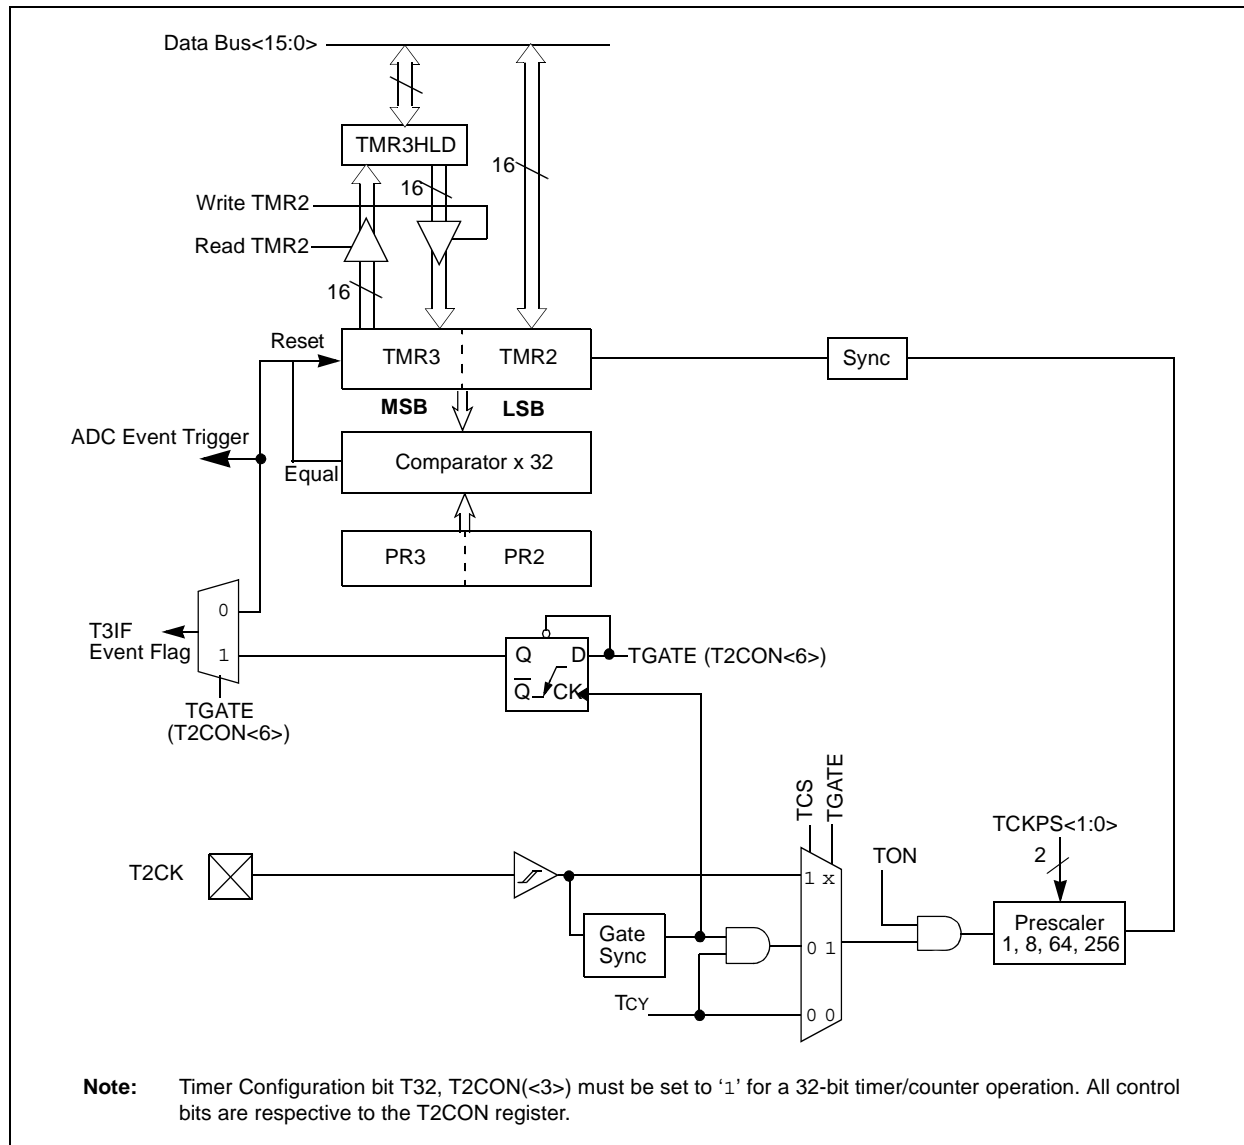 Data Bus<15:0>
TMR3HLD
16
16
Write TMR2
Read TMR2
16
Reset
TMR3
TMR2
Sync
MSB
LSB
ADC Event Trigger
Equal
Comparator x 32
PR3
PR2
0
1
T3IF
Event Flag
TGATE
(T2CON<6>)
Q
D
Q
CK
TGATE (T2CON<6>)
TCS
TGATE
TCKPS<1:0>
2
TON
T2CK
1 x
Gate
Sync
0 1
Prescaler
1, 8, 64, 256
TCY
0 0
Note: Timer Configuration bit T32, T2CON(<3>) must be set to ‘1’ for a 32-bit timer/counter operation. All control
bits are respective to the T2CON register.